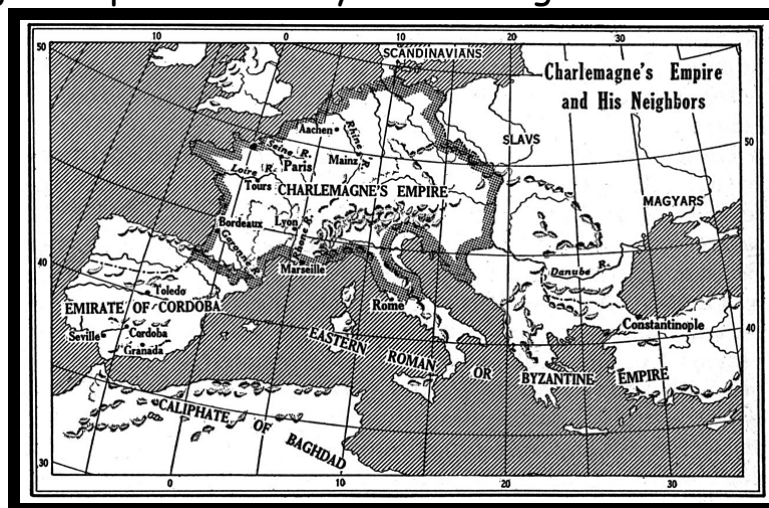 10
0
10
20
30
50
SCANDINAVIANS
Charlemagne's Empire
and His Neighbors
Aachen
Rhine R.
Seine R.
Paris
Mainz
SLAVS
50
Loire R.
Tours
CHARLEMAGNE'S EMPIRE
MAGYARS
Bordeaux
Lyon
Rhone R.
Garonne R.
Marseille
40
Danube R.
Toledo
EMIRATE OF CORDOBA
Rome
Seville
Cordoba
Granada
Constantinople
40
EASTERN ROMAN OR BYZANTINE EMPIRE
CALIPHATE OF BAGHDAD
30
0
10
20
30